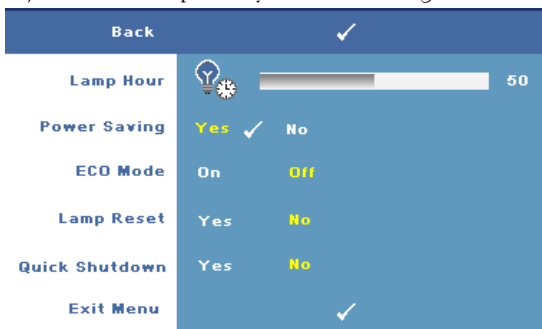 Back ✓
Lamp Hour 50
Power Saving Yes ✓ No
ECO Mode On Off
Lamp Reset Yes No
Quick Shutdown Yes No
Exit Menu ✓